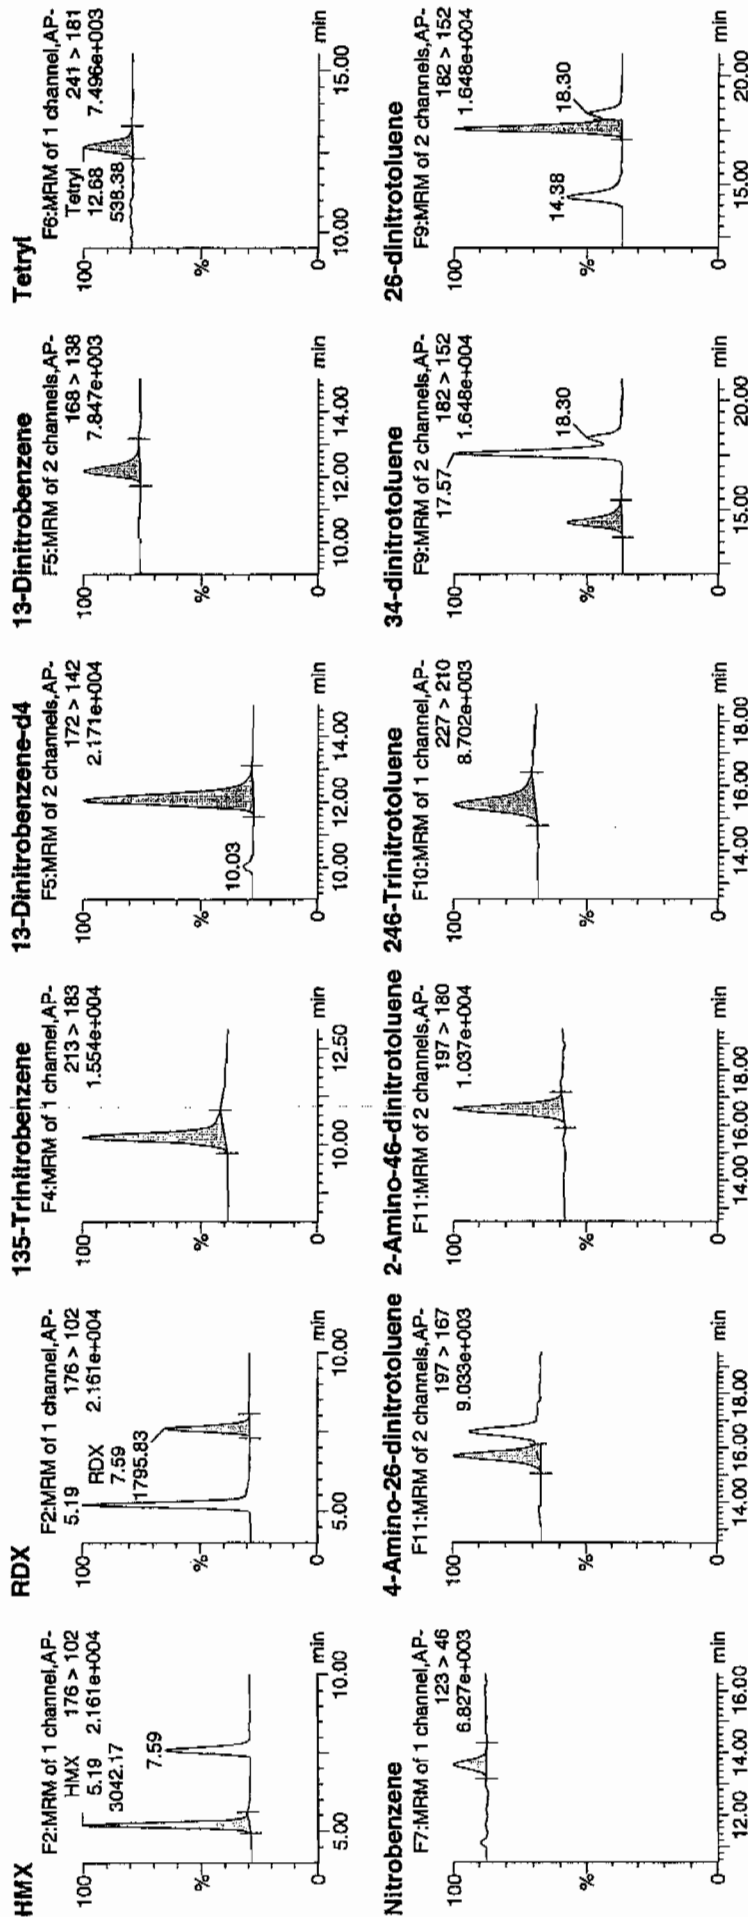 HMX
F2:MRM of 1 channel,AP-
HMX 176 > 102
5.19 2.161e+004
3042.17
7.59
100
%
0
5.00 10.00 min
RDX
F2:MRM of 1 channel,AP-
5.19 176 > 102
RDX 2.161e+004
7.59
1795.83
100
%
0
5.00 10.00 min
135-Trinitrobenzene
F4:MRM of 1 channel,AP-
213 > 183
1.554e+004
100
%
0
10.00 12.50 min
13-Dinitrobenzene-d4
F5:MRM of 2 channels,AP-
172 > 142
2.171e+004
10.03
100
%
0
10.00 12.00 14.00 min
13-Dinitrobenzene
F5:MRM of 2 channels,AP-
168 > 138
7.847e+003
100
%
0
10.00 12.00 14.00 min
Tetryl
F6:MRM of 1 channel,AP-
Tetryl 241 > 181
12.68 7.496e+003
538.38
100
%
0
10.00 15.00 min
Nitrobenzene
F7:MRM of 1 channel,AP-
123 > 46
6.827e+003
100
%
0
12.00 14.00 16.00 min
4-Amino-26-dinitrotoluene
F11:MRM of 2 channels,AP-
197 > 167
9.033e+003
100
%
0
14.00 16.00 18.00 min
2-Amino-46-dinitrotoluene
F11:MRM of 2 channels,AP-
197 > 180
1.037e+004
100
%
0
14.00 16.00 18.00 min
246-Trinitrotoluene
F10:MRM of 1 channel,AP-
227 > 210
8.702e+003
100
%
0
14.00 16.00 18.00 min
34-dinitrotoluene
F9:MRM of 2 channels,AP-
17.57 182 > 152
1.648e+004
18.30
100
%
0
15.00 20.00 min
26-dinitrotoluene
F9:MRM of 2 channels,AP-
182 > 152
1.648e+004
14.38
18.30
100
%
0
15.00 20.00 min